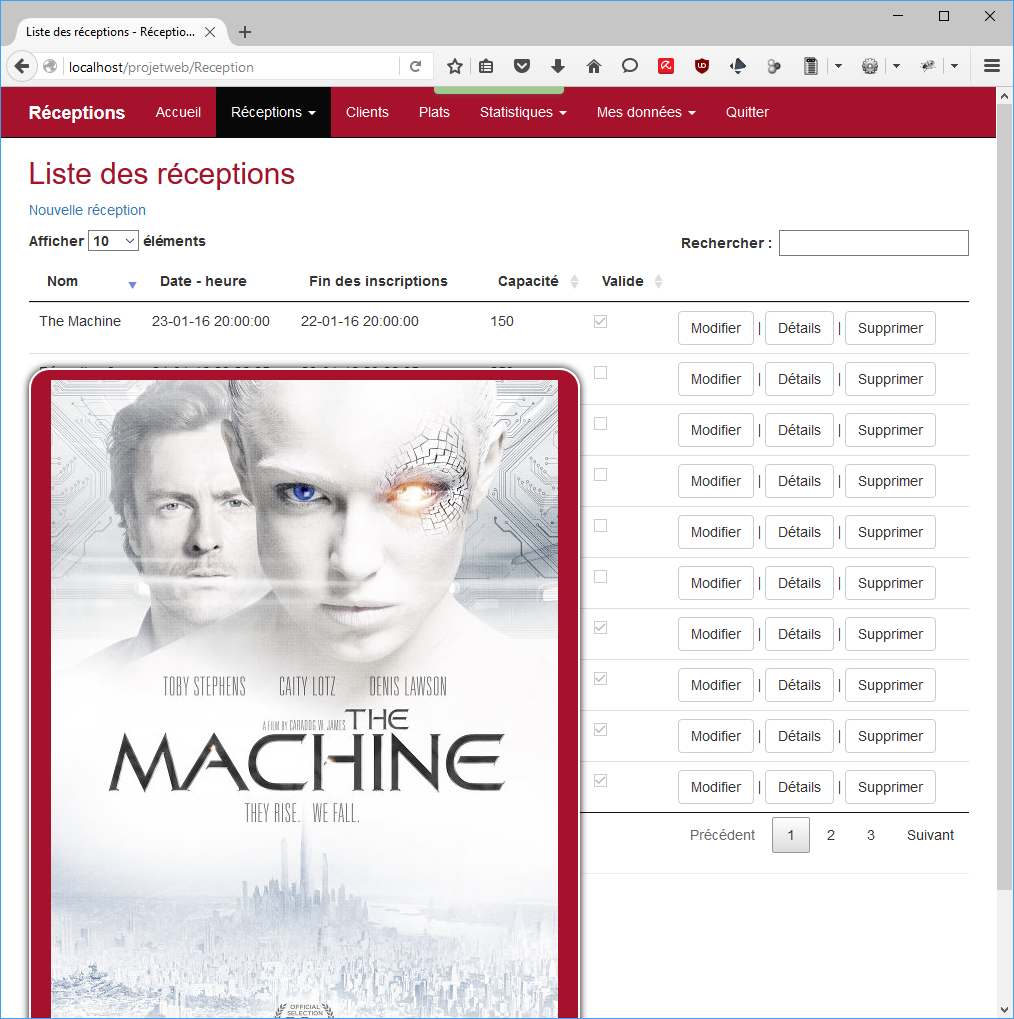 Liste des réceptions - Réceptio...
localhost/projetweb/Reception
Réceptions Accueil Réceptions Clients Plats Statistiques Mes données Quitter
Liste des réceptions
Nouvelle réception
Afficher 10 éléments Rechercher :
Nom Date - heure Fin des inscriptions Capacité Valide
The Machine 23-01-16 20:00:00 22-01-16 20:00:00 150 Modifier | Détails | Supprimer
Modifier | Détails | Supprimer
Modifier | Détails | Supprimer
Modifier | Détails | Supprimer
Modifier | Détails | Supprimer
Modifier | Détails | Supprimer
Modifier | Détails | Supprimer
Modifier | Détails | Supprimer
Modifier | Détails | Supprimer
Modifier | Détails | Supprimer
Précédent 1 2 3 Suivant
TOBY STEPHENS CAITY LOTZ DENIS LAWSON
A FILM BY CARADOG W. JAMES THE
MACHINE
THEY RISE. WE FALL.
OFFICIAL
SELECTION